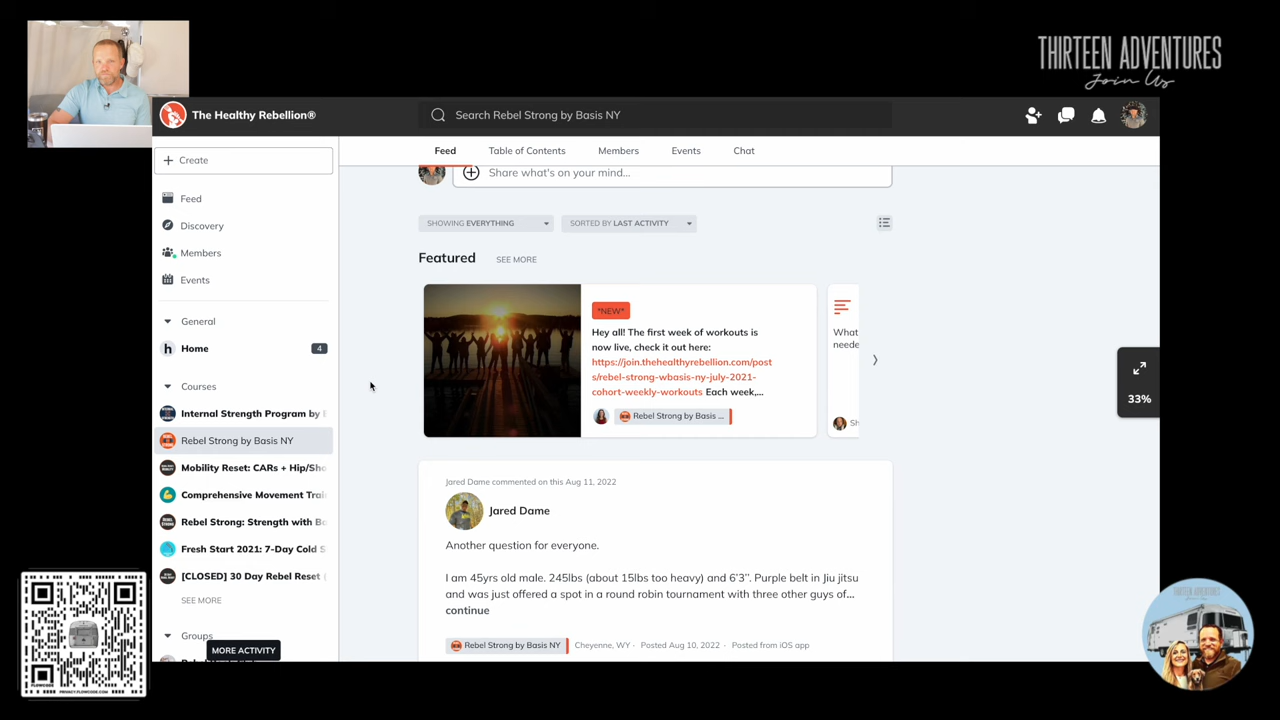 THIRTEEN ADVENTURES
Join Us
The Healthy Rebellion®
Search Rebel Strong by Basis NY
Create
Feed
Discovery
Members
Events
General
Home
4
Courses
Internal Strength Program by
Rebel Strong by Basis NY
Mobility Reset: CARs + Hip/Sho
Comprehensive Movement Trai
Rebel Strong: Strength with Ba
Fresh Start 2021: 7-Day Cold S
[CLOSED] 30 Day Rebel Reset (
SEE MORE
Groups
MORE ACTIVITY
Feed
Table of Contents
Members
Events
Chat
Share what's on your mind...
SHOWING EVERYTHING
SORTED BY LAST ACTIVITY
Featured
SEE MORE
*NEW*
Hey all! The first week of workouts is
now live, check it out here:
https://join.thehealthyrebellion.com/post
s/rebel-strong-wbasis-ny-july-2021-
cohort-weekly-workouts Each week,...
Rebel Strong by Basis ...
What
neede
Sh
Jared Dame commented on this Aug 11, 2022
Jared Dame
Another question for everyone.
I am 45yrs old male. 245lbs (about 15lbs too heavy) and 6'3”. Purple belt in Jiu jitsu
and was just offered a spot in a round robin tournament with three other guys of...
continue
Rebel Strong by Basis NY
Cheyenne, WY · Posted Aug 10, 2022 · Posted from iOS app
33%
FLOWCODE
PRIVACY.FLOWCODE.COM